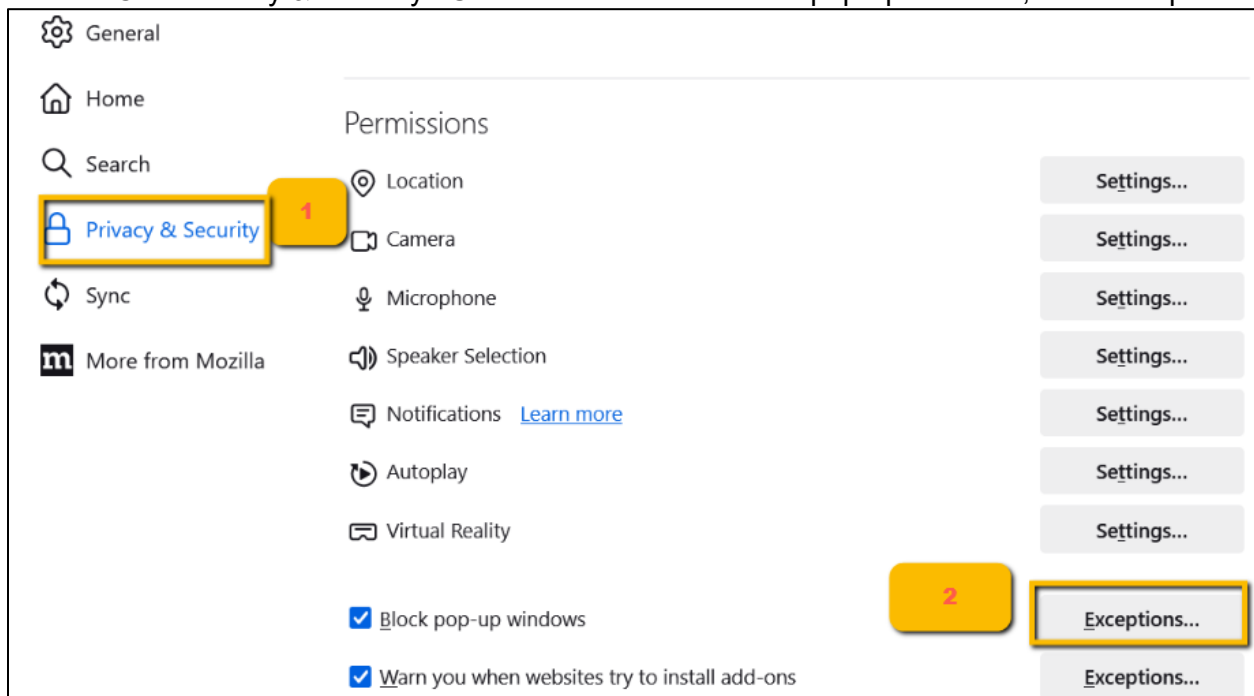 General
Home
Search
Privacy & Security
1
Sync
m More from Mozilla
Permissions
Location Settings...
Camera Settings...
Microphone Settings...
Speaker Selection Settings...
Notifications Learn more Settings...
Autoplay Settings...
Virtual Reality Settings...
2
Block pop-up windows Exceptions...
Warn you when websites try to install add-ons Exceptions...